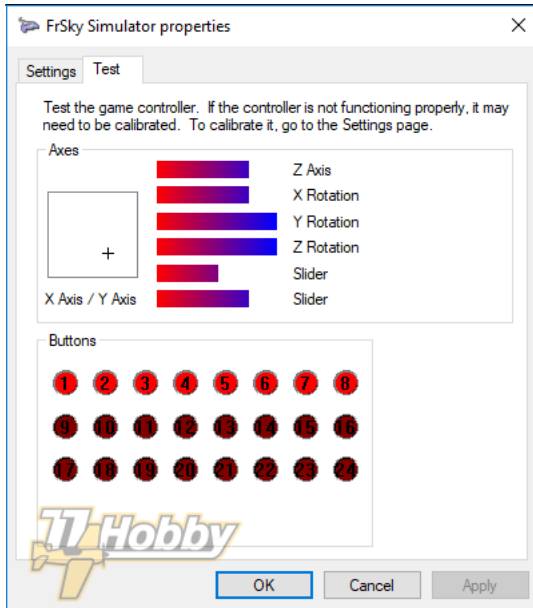 FrSky Simulator properties
Settings Test
Test the game controller. If the controller is not functioning properly, it may
need to be calibrated. To calibrate it, go to the Settings page.
Axes
Z Axis
X Rotation
Y Rotation
Z Rotation
Slider
X Axis / Y Axis
Slider
Buttons
1 2 3 4 5 6 7 8
9 10 11 12 13 14 15 16
17 18 19 20 21 22 23 24
77Hobby
OK Cancel Apply